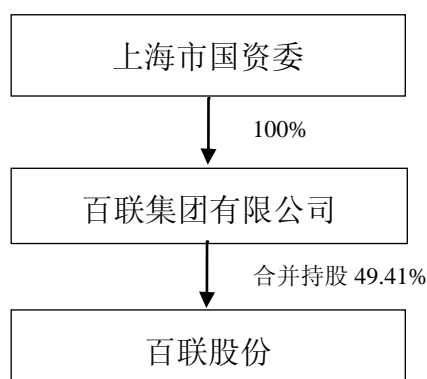 上海市国资委
100%
百联集团有限公司
合并持股 49.41%
百联股份